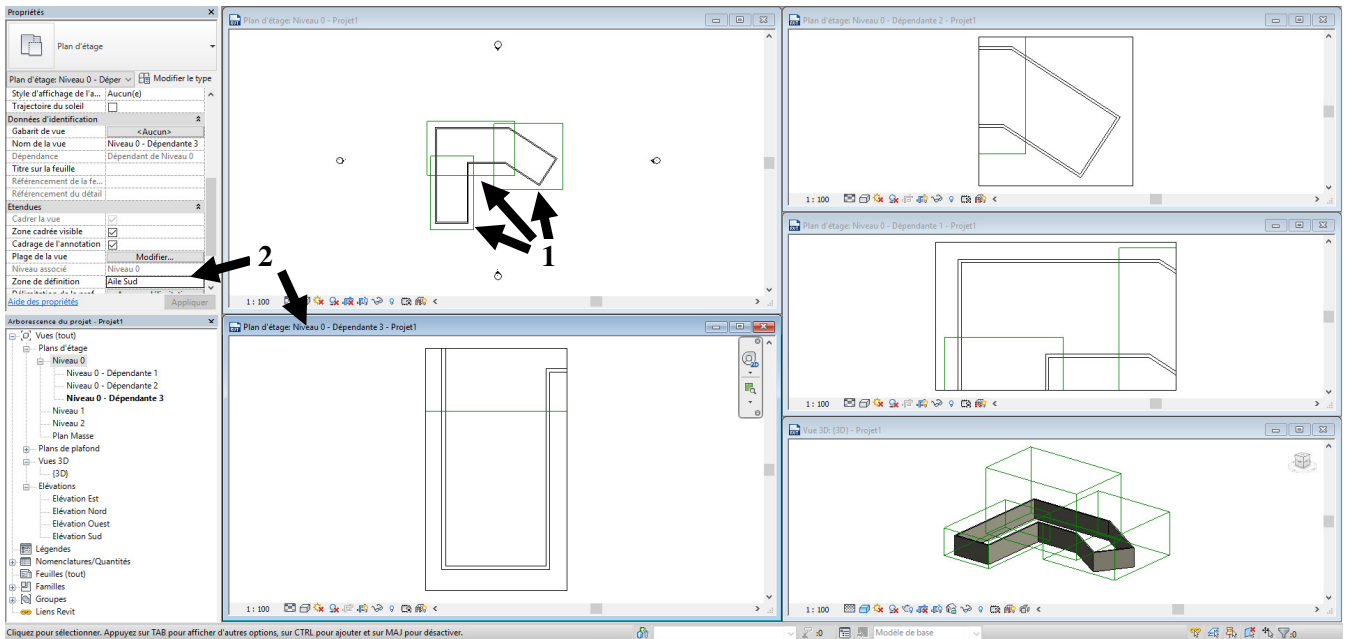 Propriétés
Plan d'étage
Plan d'étage: Niveau 0 - Déper
Modifier le type
Style d'affichage de l'a... Aucun(e)
Trajectoire du soleil
Données d'identification
Gabarit de vue <Aucun>
Nom de la vue Niveau 0 - Dépendante 3
Dépendance Dépendant de Niveau 0
Titre sur la feuille
Référencement de la fe...
Référencement du détail
Etendues
Cadrer la vue
Zone cadrée visible
Cadrage de l'annotation
Plage de la vue Modifier...
Niveau associé Niveau 0
Zone de définition Aile Sud
Aide des propriétés Appliquer
Arborescence du projet - Projet1
Vues (tout)
Plans d'étage
Niveau 0
Niveau 0 - Dépendante 1
Niveau 0 - Dépendante 2
Niveau 0 - Dépendante 3
Niveau 1
Niveau 2
Plan Masse
Plans de plafond
Vues 3D
{3D}
Elévations
Elévation Est
Elévation Nord
Elévation Ouest
Elévation Sud
Légendes
Nomenclatures/Quantités
Feuilles (tout)
Familles
Groupes
Liens Revit
Plan d'étage: Niveau 0 - Projet1
1
2
1 : 100
Plan d'étage: Niveau 0 - Dépendante 3 - Projet1
2D
1 : 100
Plan d'étage: Niveau 0 - Dépendante 2 - Projet1
1 : 100
Plan d'étage: Niveau 0 - Dépendante 1 - Projet1
1 : 100
Vue 3D: {3D} - Projet1
1 : 100
Cliquez pour sélectionner. Appuyez sur TAB pour afficher d'autres options, sur CTRL pour ajouter et sur MAJ pour désactiver.
:0
Modèle de base
:0